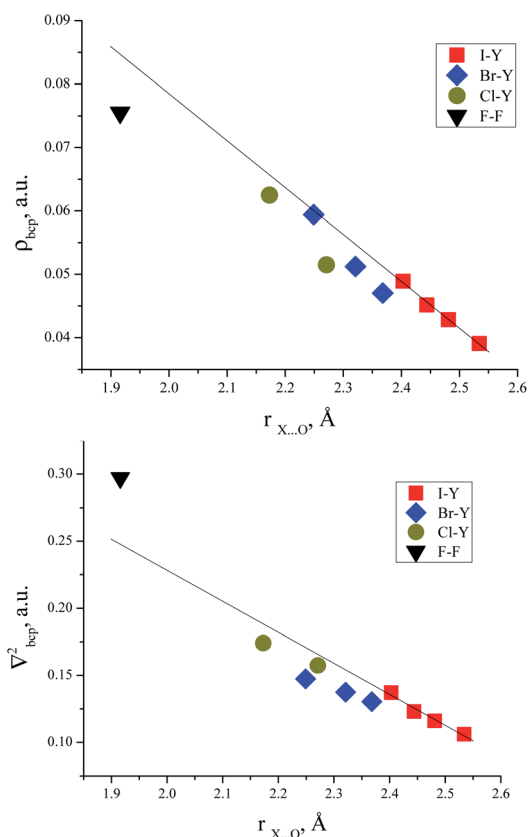 0.09
0.08
0.07
0.06
0.05
0.04
ρbcp, a.u.
I-Y
Br-Y
Cl-Y
F-F
1.9 2.0 2.1 2.2 2.3 2.4 2.5 2.6
r X...O, Å
0.30
0.25
0.20
0.15
0.10
∇²bcp, a.u.
I-Y
Br-Y
Cl-Y
F-F
1.9 2.0 2.1 2.2 2.3 2.4 2.5 2.6
r X...O, Å